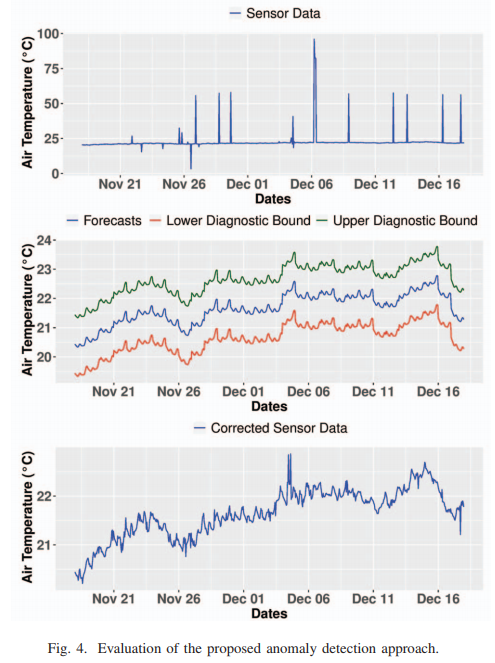 Sensor Data
Air Temperature (°C)
100
75
50
25
0
Nov 21 Nov 26 Dec 01 Dec 06 Dec 11 Dec 16
Dates
Forecasts Lower Diagnostic Bound Upper Diagnostic Bound
Air Temperature (°C)
24
23
22
21
20
Nov 21 Nov 26 Dec 01 Dec 06 Dec 11 Dec 16
Dates
Corrected Sensor Data
Air Temperature (°C)
22
21
Nov 21 Nov 26 Dec 01 Dec 06 Dec 11 Dec 16
Dates
Fig. 4. Evaluation of the proposed anomaly detection approach.